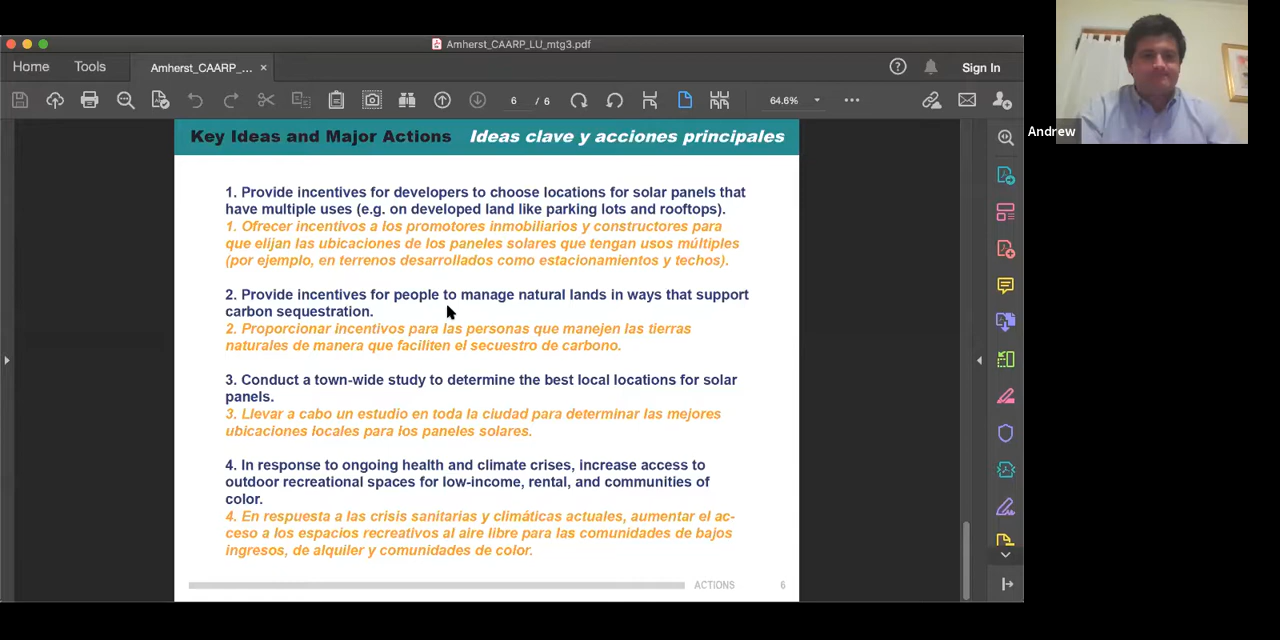 Amherst_CAARP_LU_mtg3.pdf
Home Tools Amherst_CAARP_... × Sign In
6 / 6 64.6%
Andrew
Key Ideas and Major Actions Ideas clave y acciones principales
1. Provide incentives for developers to choose locations for solar panels that
have multiple uses (e.g. on developed land like parking lots and rooftops).
1. Ofrecer incentivos a los promotores inmobiliarios y constructores para
que elijan las ubicaciones de los paneles solares que tengan usos múltiples
(por ejemplo, en terrenos desarrollados como estacionamientos y techos).
2. Provide incentives for people to manage natural lands in ways that support
carbon sequestration.
2. Proporcionar incentivos para las personas que manejen las tierras
naturales de manera que faciliten el secuestro de carbono.
3. Conduct a town-wide study to determine the best local locations for solar
panels.
3. Llevar a cabo un estudio en toda la ciudad para determinar las mejores
ubicaciones locales para los paneles solares.
4. In response to ongoing health and climate crises, increase access to
outdoor recreational spaces for low-income, rental, and communities of
color.
4. En respuesta a las crisis sanitarias y climáticas actuales, aumentar el ac-
ceso a los espacios recreativos al aire libre para las comunidades de bajos
ingresos, de alquiler y comunidades de color.
ACTIONS 6